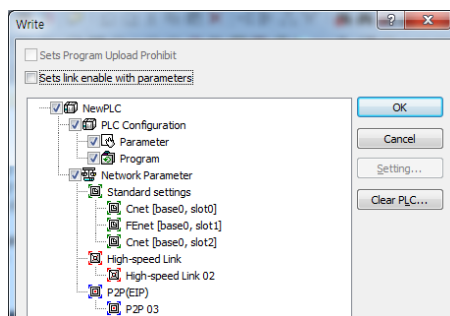 Write
Sets Program Upload Prohibit
Sets link enable with parameters
NewPLC
PLC Configuration
Parameter
Program
Network Parameter
Standard settings
Cnet [base0, slot0]
FEnet [base0, slot1]
Cnet [base0, slot2]
High-speed Link
High-speed Link 02
P2P(EIP)
P2P 03
OK
Cancel
Setting...
Clear PLC...